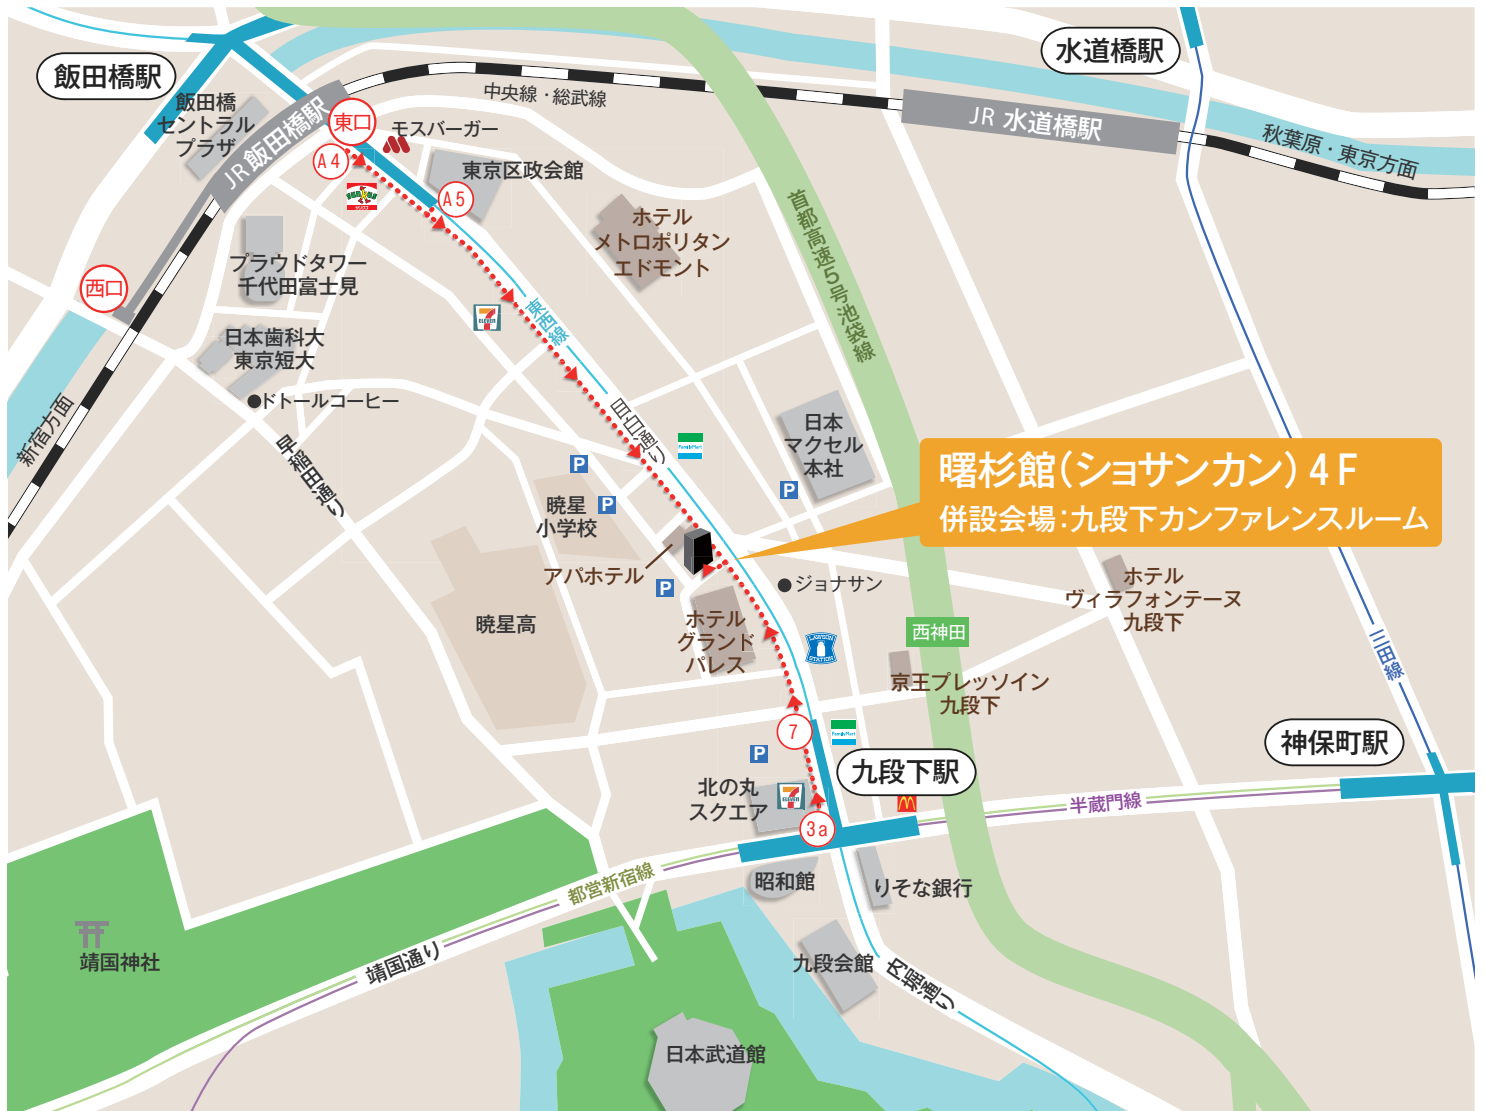 飯田橋駅
水道橋駅
飯田橋
セントラル
プラザ
JR 飯田橋駅
東口
A4
A5
モスバーガー
中央線・総武線
JR 水道橋駅
秋葉原・東京方面
東京区政会館
ホテル
メトロポリタン
エドモント
首都高速5号池袋線
プラウドタワー
千代田富士見
西口
日本歯科大
東京短大
ドトールコーヒー
新宿方面
早稲田通り
東西線
目白通り
ELEVEN
FamilyMart
日本
マクセル
本社
P
P
P
P
P
曙杉館(ショサンカン)4F
併設会場:九段下カンファレンスルーム
暁星
小学校
アパホテル
暁星高
ジョナサン
ホテル
グランド
パレス
LAWSON
STATION
西神田
ホテル
ヴィラフォンテーヌ
九段下
京王プレッソイン
九段下
三田線
7
FamilyMart
九段下駅
神保町駅
北の丸
スクエア
ELEVEN
3a
半蔵門線
都営新宿線
昭和館
りそな銀行
靖国神社
靖国通り
九段会館
内堀通り
日本武道館